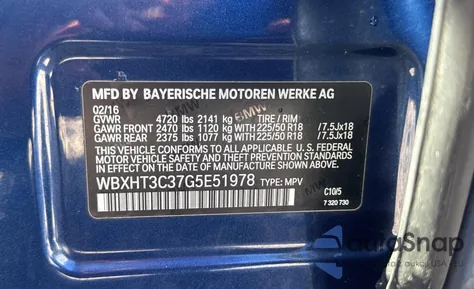 MFD BY BAYERISCHE MOTOREN WERKE AG
02/16
GVWR 4720 lbs 2141 kg TIRE / RIM
GAWR FRONT 2470 lbs 1120 kg WITH 225/50 R18 /7.5Jx18
GAWR REAR 2375 lbs 1077 kg WITH 225/50 R18 /7.5Jx18
THIS VEHICLE CONFORMS TO ALL APPLICABLE U. S. FEDERAL
MOTOR VEHICLE SAFETY STANDARDS IN EFFECT ON THE
DATE OF MANUFACTURE SHOWN ABOVE.
WBXHT3C37G5E51978 TYPE: MPV
C10/5
7 320 730
AutoSnap